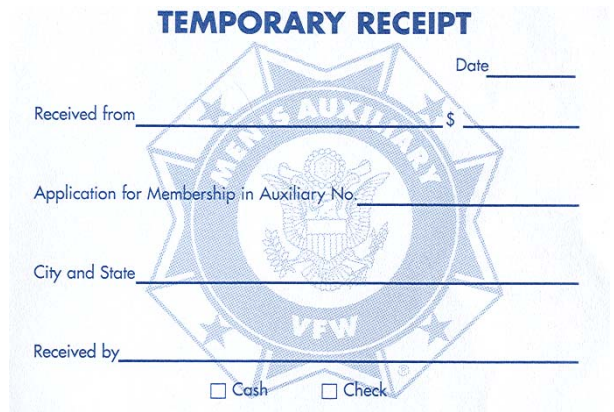 TEMPORARY RECEIPT
Date
Received from $
MEN'S AUXILIARY
Application for Membership in Auxiliary No.
City and State
VFW
Received by
®
Cash Check